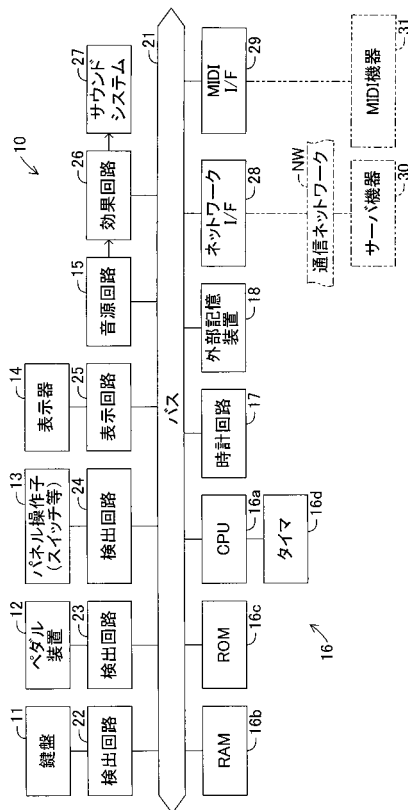 10
鍵盤
11
ペダル
装置
12
パネル操作子
(スイッチ等)
13
表示器
14
検出回路
22
検出回路
23
検出回路
24
表示回路
25
音源回路
15
効果回路
26
サウンド
システム
27
バス
21
RAM
16b
ROM
16c
CPU
16a
タイマ
16d
16
時計回路
17
外部記憶
装置
18
ネットワーク
I/F
28
MIDI
I/F
29
通信ネットワーク
NW
サーバ機器
30
MIDI機器
31